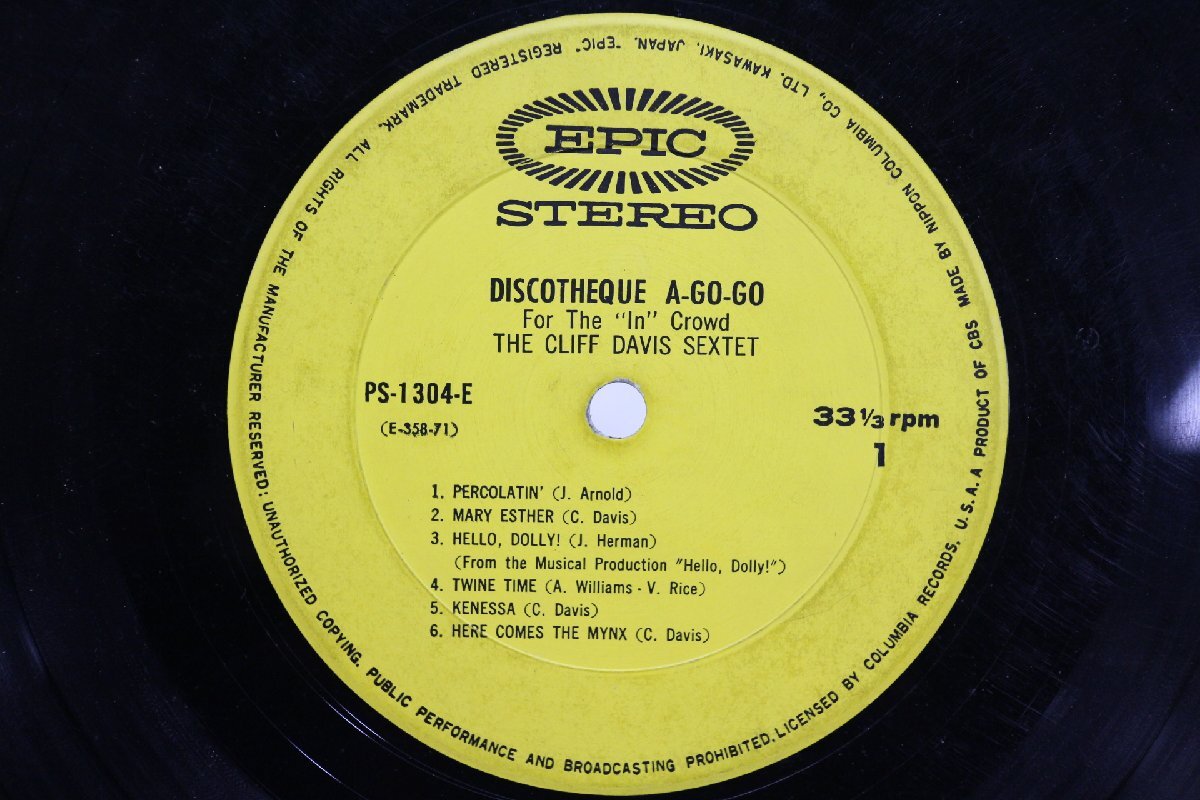 EPIC
STEREO
DISCOTHEQUE A-GO-GO
For The "In" Crowd
THE CLIFF DAVIS SEXTET
PS-1304-E
(E-358-71)
33 1/3 rpm
1
1. PERCOLATIN' (J. Arnold)
2. MARY ESTHER (C. Davis)
3. HELLO, DOLLY! (J. Herman)
(From the Musical Production "Hello, Dolly!")
4. TWINE TIME (A. Williams - V. Rice)
5. KENESSA (C. Davis)
6. HERE COMES THE MYNX (C. Davis)
ALL RIGHTS OF THE MANUFACTURER RESERVED: UNAUTHORIZED COPYING. PUBLIC PERFORMANCE AND BROADCASTING PROHIBITED. LICENSED BY COLUMBIA RECORDS, U.S.A. A PRODUCT OF CBS MADE BY NIPPON COLUMBIA CO., LTD. KAWASAKI, JAPAN. "EPIC" REGISTERED TRADEMARK.